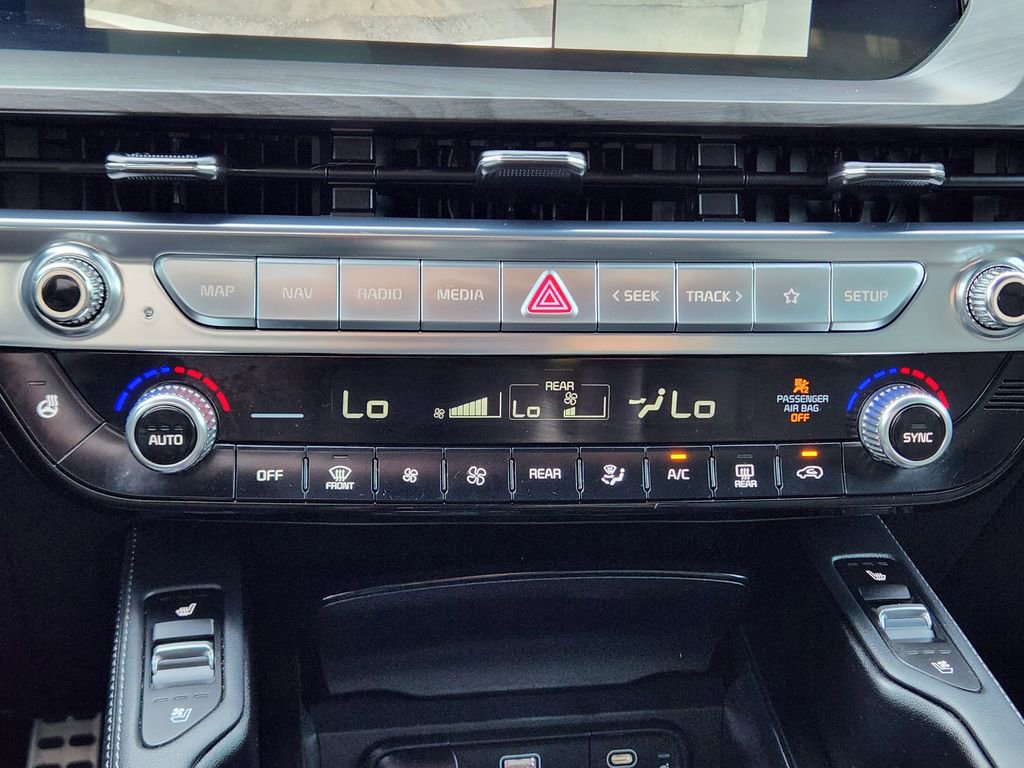 MAP NAV RADIO MEDIA < SEEK TRACK > SETUP
REAR
Lo Lo Lo
PASSENGER
AIR BAG 2
OFF
AUTO SYNC
OFF FRONT REAR A/C REAR